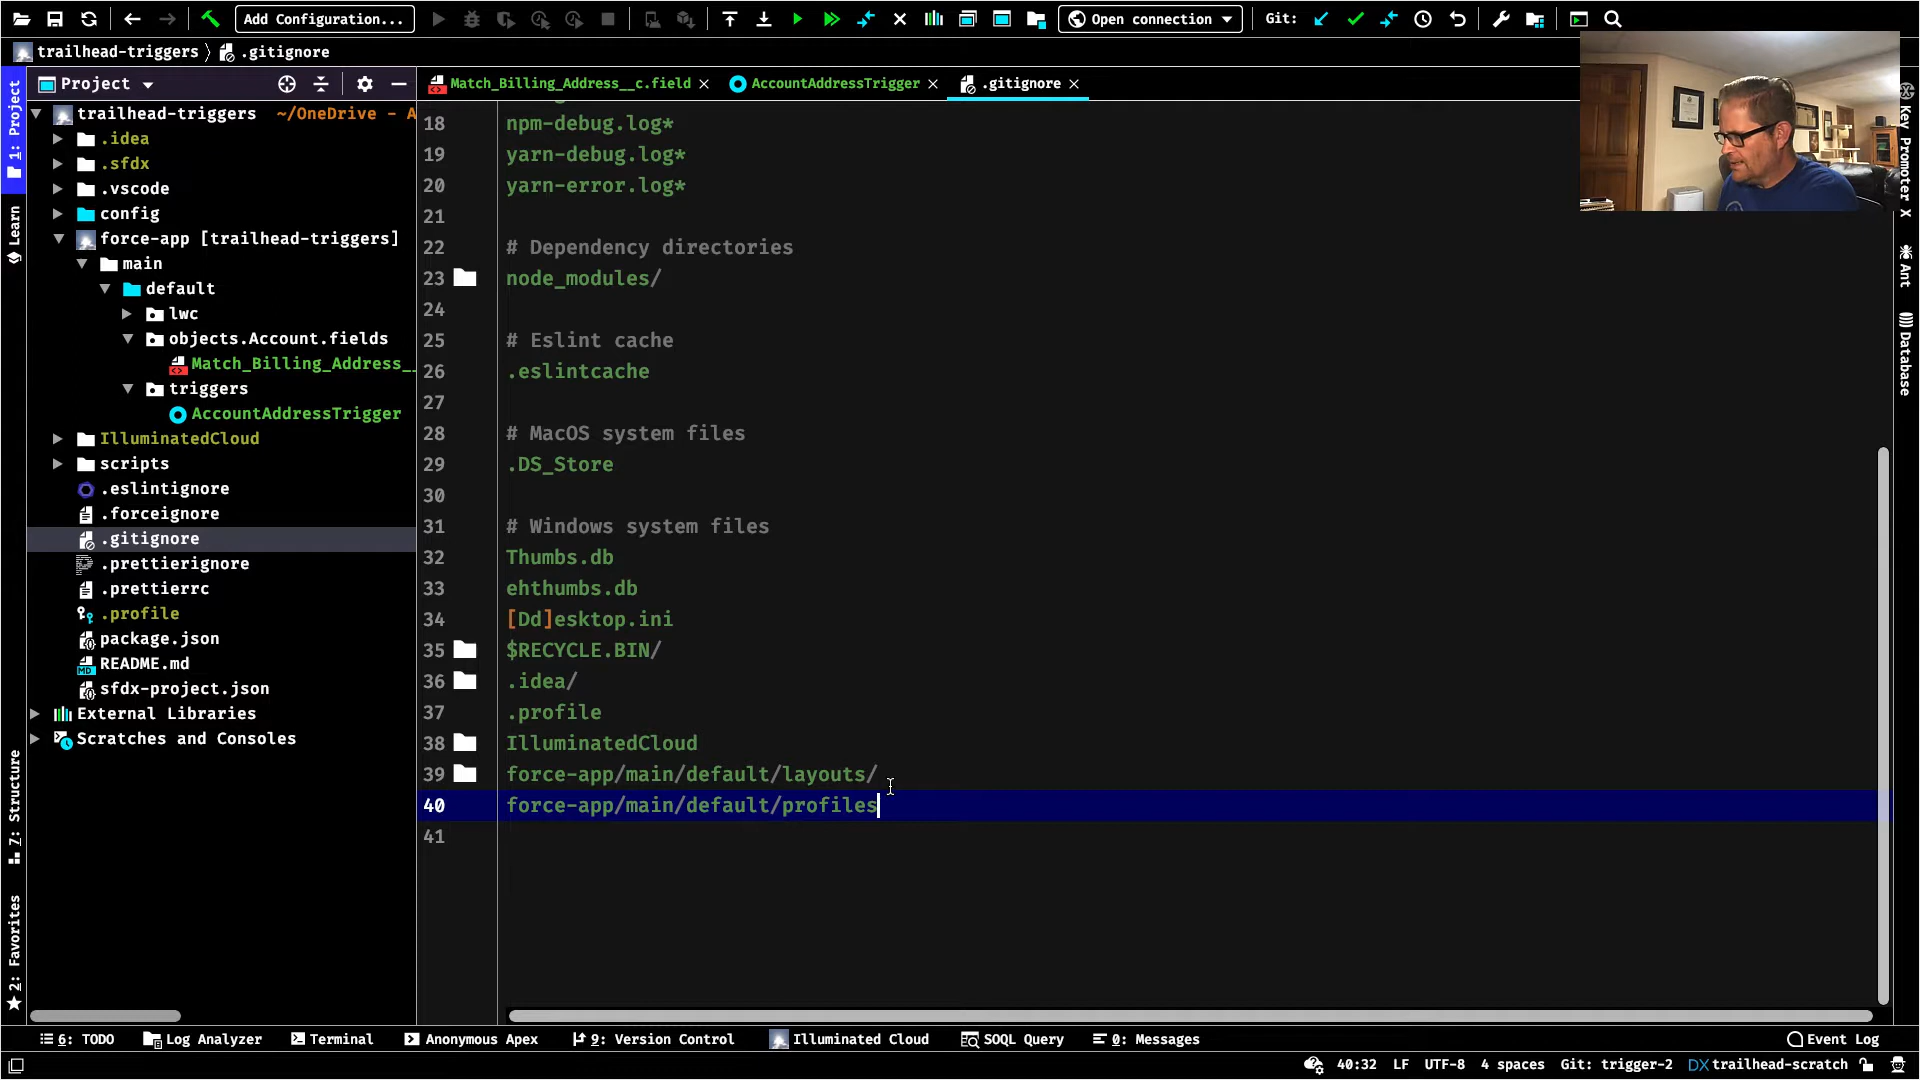 Add Configuration...
Open connection
Git:
trailhead-triggers
.gitignore
Project
Match_Billing_Address__c.field
AccountAddressTrigger
.gitignore
1: Project
Learn
7: Structure
2: Favorites
trailhead-triggers ~/OneDrive - A
.idea
.sfdx
.vscode
config
force-app [trailhead-triggers]
main
default
lwc
objects.Account.fields
Match_Billing_Address__
triggers
AccountAddressTrigger
IlluminatedCloud
scripts
.eslintignore
.forceignore
.gitignore
.prettierignore
.prettierrc
.profile
package.json
README.md
sfdx-project.json
External Libraries
Scratches and Consoles
18 npm-debug.log*
19 yarn-debug.log*
20 yarn-error.log*
21
22 # Dependency directories
23 node_modules/
24
25 # Eslint cache
26 .eslintcache
27
28 # MacOS system files
29 .DS_Store
30
31 # Windows system files
32 Thumbs.db
33 ehthumbs.db
34 [Dd]esktop.ini
35 $RECYCLE.BIN/
36 .idea/
37 .profile
38 IlluminatedCloud
39 force-app/main/default/layouts/
40 force-app/main/default/profiles
41
Key Promoter X
Ant
Database
6: TODO
Log Analyzer
Terminal
Anonymous Apex
9: Version Control
Illuminated Cloud
SOQL Query
0: Messages
Event Log
40:32
LF
UTF-8
4 spaces
Git: trigger-2
DX trailhead-scratch